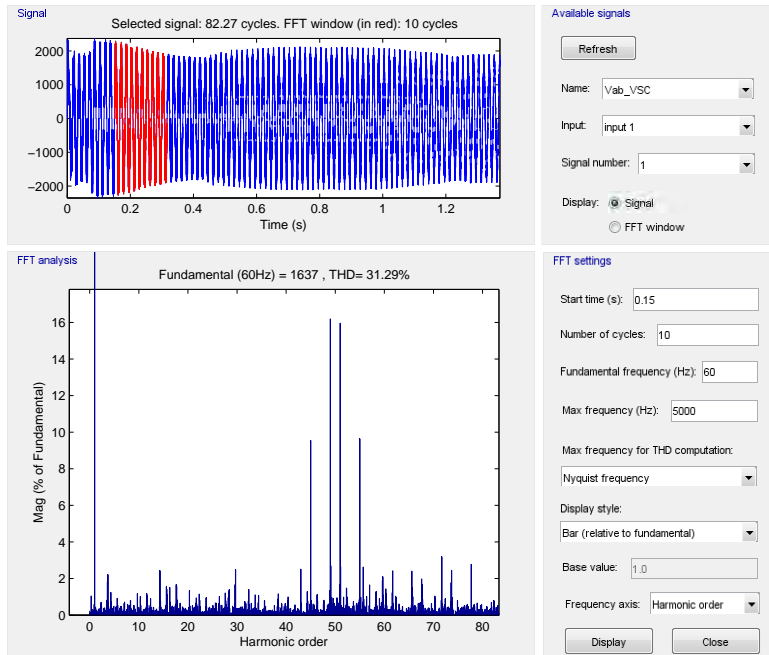 Signal
Selected signal: 82.27 cycles. FFT window (in red): 10 cycles
2000
1000
0
−1000
−2000
0 0.2 0.4 0.6 0.8 1 1.2
Time (s)
Available signals
Refresh
Name: Vab_VSC
Input: input 1
Signal number: 1
Display: Signal
FFT window
FFT analysis
Fundamental (60Hz) = 1637 , THD= 31.29%
16
14
12
10
8
6
4
2
0
Mag (% of Fundamental)
0 10 20 30 40 50 60 70 80
Harmonic order
FFT settings
Start time (s): 0.15
Number of cycles: 10
Fundamental frequency (Hz): 60
Max frequency (Hz): 5000
Max frequency for THD computation:
Nyquist frequency
Display style:
Bar (relative to fundamental)
Base value: 1.0
Frequency axis: Harmonic order
Display Close